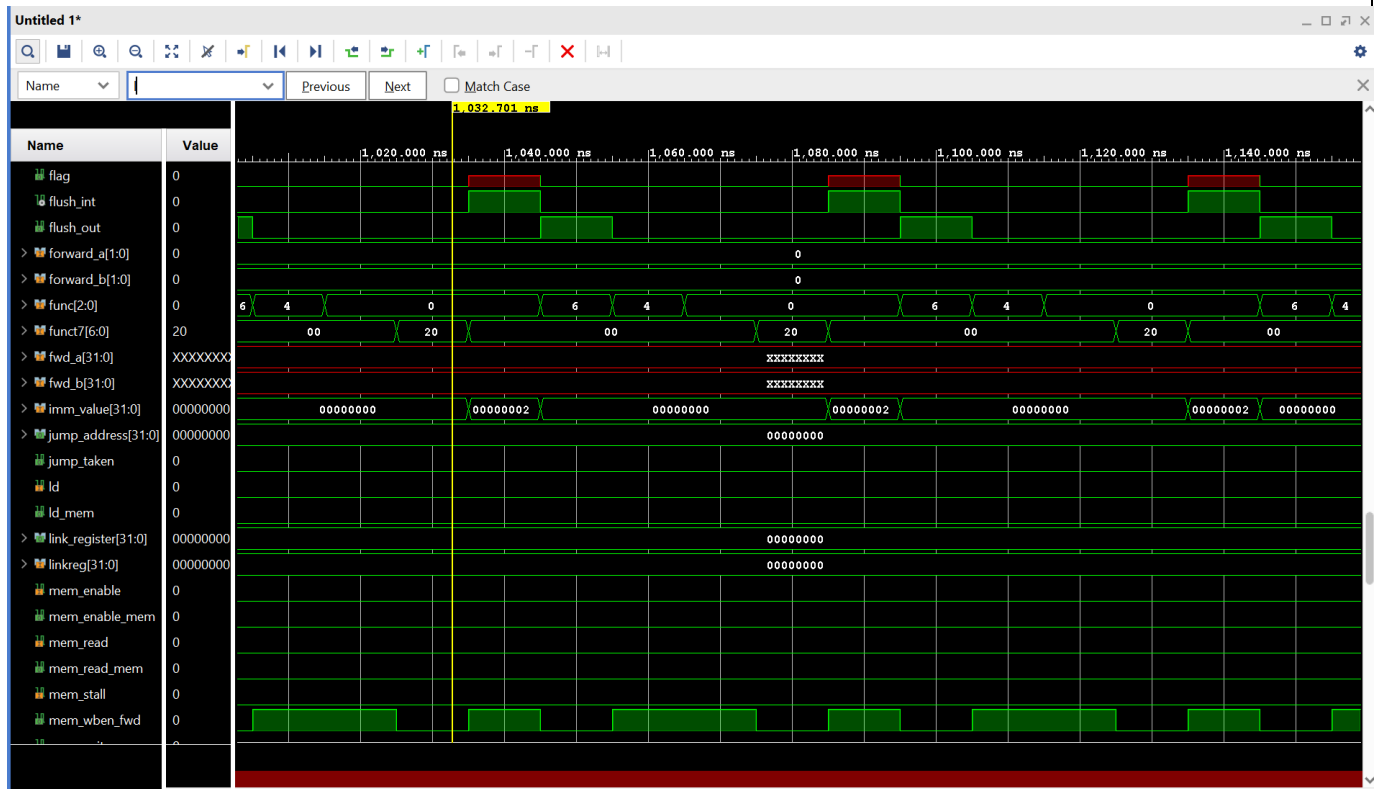 Untitled 1*
Name Previous Next Match Case
1,032.701 ns
Name Value
1,020.000 ns 1,040.000 ns 1,060.000 ns 1,080.000 ns 1,100.000 ns 1,120.000 ns 1,140.000 ns
flag 0
flush_int 0
flush_out 0
forward_a[1:0] 0 0
forward_b[1:0] 0 0
func[2:0] 0 6 4 0 6 4 0 6 4 0 6 4
funct7[6:0] 20 00 20 00 20 00 20 00
fwd_a[31:0] XXXXXXXX XXXXXXXX
fwd_b[31:0] XXXXXXXX XXXXXXXX
imm_value[31:0] 00000000 00000000 00000002 00000000 00000002 00000000 00000002 00000000
jump_address[31:0] 00000000 00000000
jump_taken 0
ld 0
ld_mem 0
link_register[31:0] 00000000 00000000
linkreg[31:0] 00000000 00000000
mem_enable 0
mem_enable_mem 0
mem_read 0
mem_read_mem 0
mem_stall 0
mem_wben_fwd 0